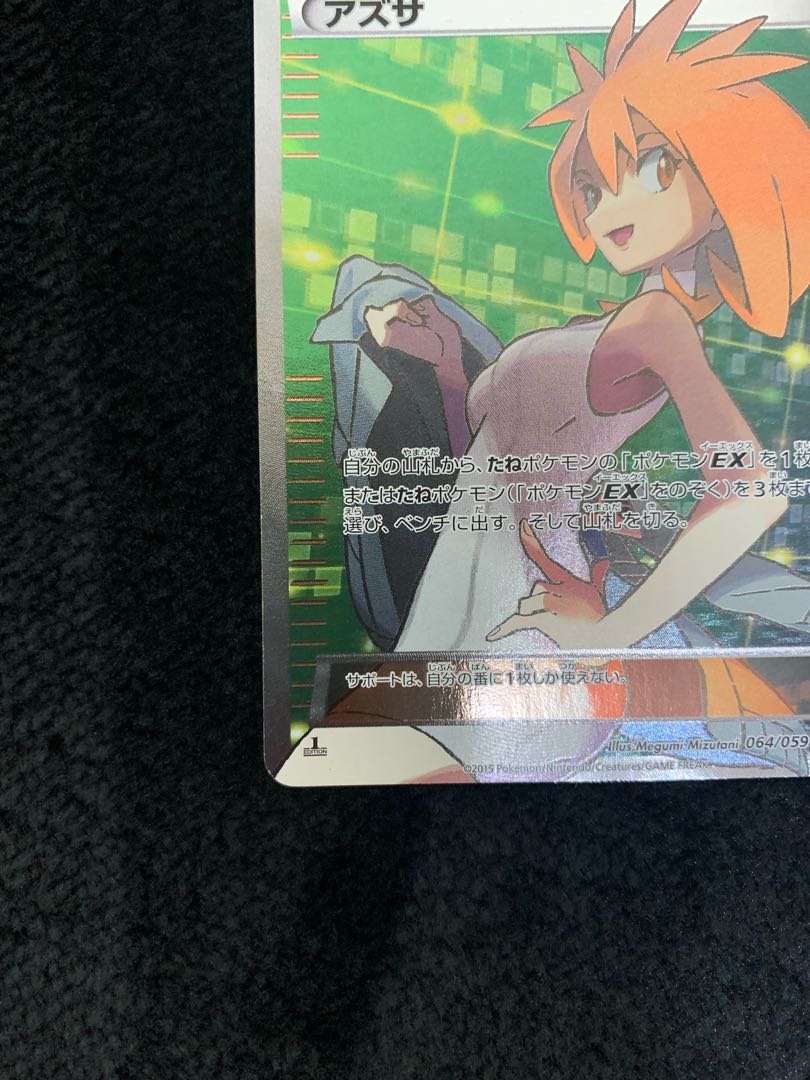 アズサ
自分の山札から、たねポケモンの「ポケモンEX」を1枚
またはたねポケモン(「ポケモンEX」をのぞく)を3枚ま
選び、ベンチに出す。そして山札を切る。
サポートは、自分の番に1枚しか使えない。
Illus.Megumi Mizutani 064/059
1 EDITION
©2015 Pokémon/Nintendo/Creatures/GAME FREAK.